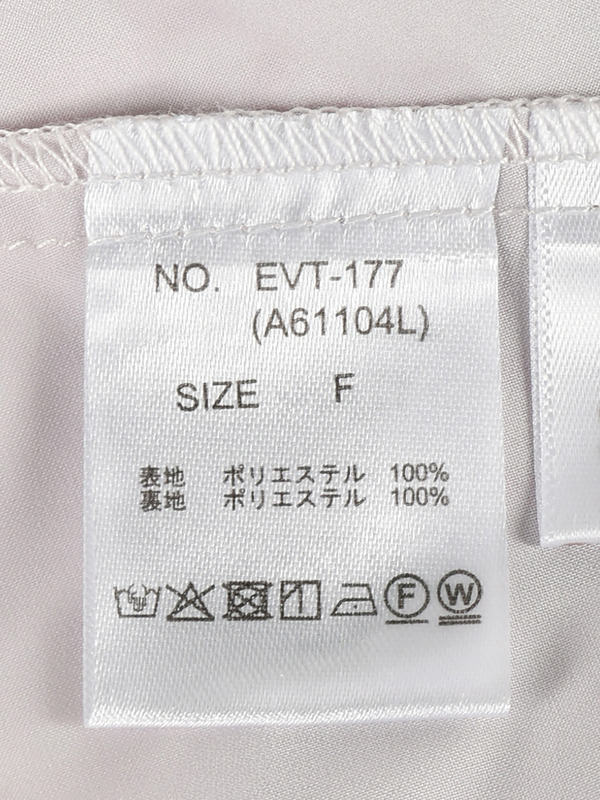 NO. EVT-177
(A61104L)
SIZE F
表地 ポリエステル 100%
裏地 ポリエステル 100%
F W